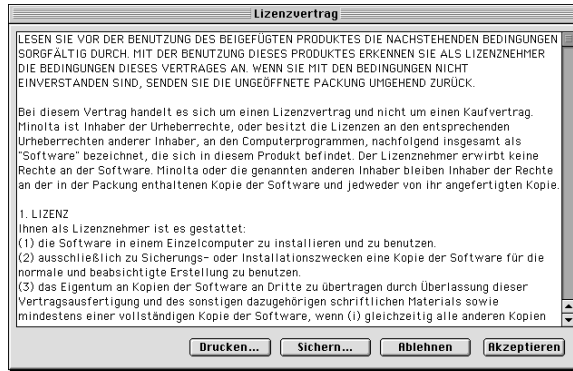 Lizenzvertrag
LESEN SIE VOR DER BENUTZUNG DES BEIGEFÜGTEN PRODUKTES DIE NACHSTEHENDEN BEDINGUNGEN
SORGFÄLTIG DURCH. MIT DER BENUTZUNG DIESES PRODUKTES ERKENNEN SIE ALS LIZENZNEHMER
DIE BEDINGUNGEN DIESES VERTRAGES AN. WENN SIE MIT DEN BEDINGUNGEN NICHT
EINVERSTANDEN SIND, SENDEN SIE DIE UNGEÖFFNETE PACKUNG UMGEHEND ZURÜCK.
Bei diesem Vertrag handelt es sich um einen Lizenzvertrag und nicht um einen Kaufvertrag.
Minolta ist Inhaber der Urheberrechte, oder besitzt die Lizenzen an den entsprechenden
Urheberrechten anderer Inhaber, an den Computerprogrammen, nachfolgend insgesamt als
"Software" bezeichnet, die sich in diesem Produkt befindet. Der Lizenznehmer erwirbt keine
Rechte an der Software. Minolta oder die genannten anderen Inhaber bleiben Inhaber der Rechte
an der in der Packung enthaltenen Kopie der Software und jedweder von ihr angefertigten Kopie.
1. LIZENZ
Ihnen als Lizenznehmer ist es gestattet:
(1) die Software in einem Einzelcomputer zu installieren und zu benutzen.
(2) ausschließlich zu Sicherungs- oder Installationszwecken eine Kopie der Software für die
normale und beabsichtigte Erstellung zu benutzen.
(3) das Eigentum an Kopien der Software an Dritte zu übertragen durch Überlassung dieser
Vertragsausfertigung und des sonstigen dazugehörigen schriftlichen Materials sowie
mindestens einer vollständigen Kopie der Software, wenn (i) gleichzeitig alle anderen Kopien
Drucken... Sichern... Ablehnen Akzeptieren